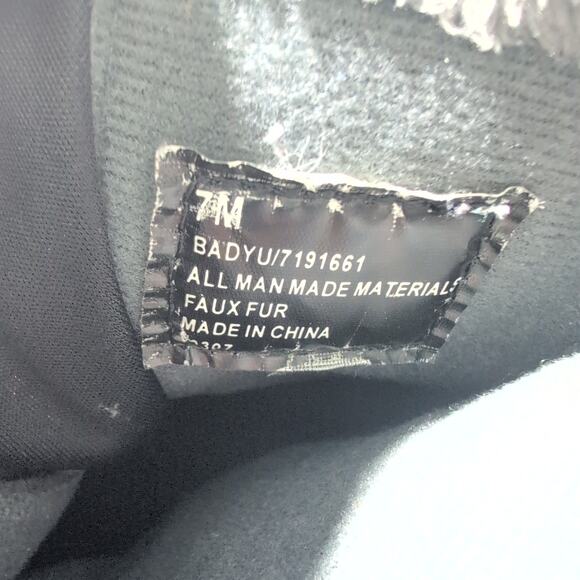 7M
BADYU/7191661
ALL MAN MADE MATERIALS
FAUX FUR
MADE IN CHINA